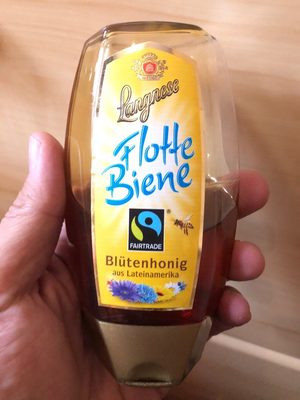 Langnese
Flotte
Biene
FAIRTRADE
Blütenhonig
aus Lateinamerika